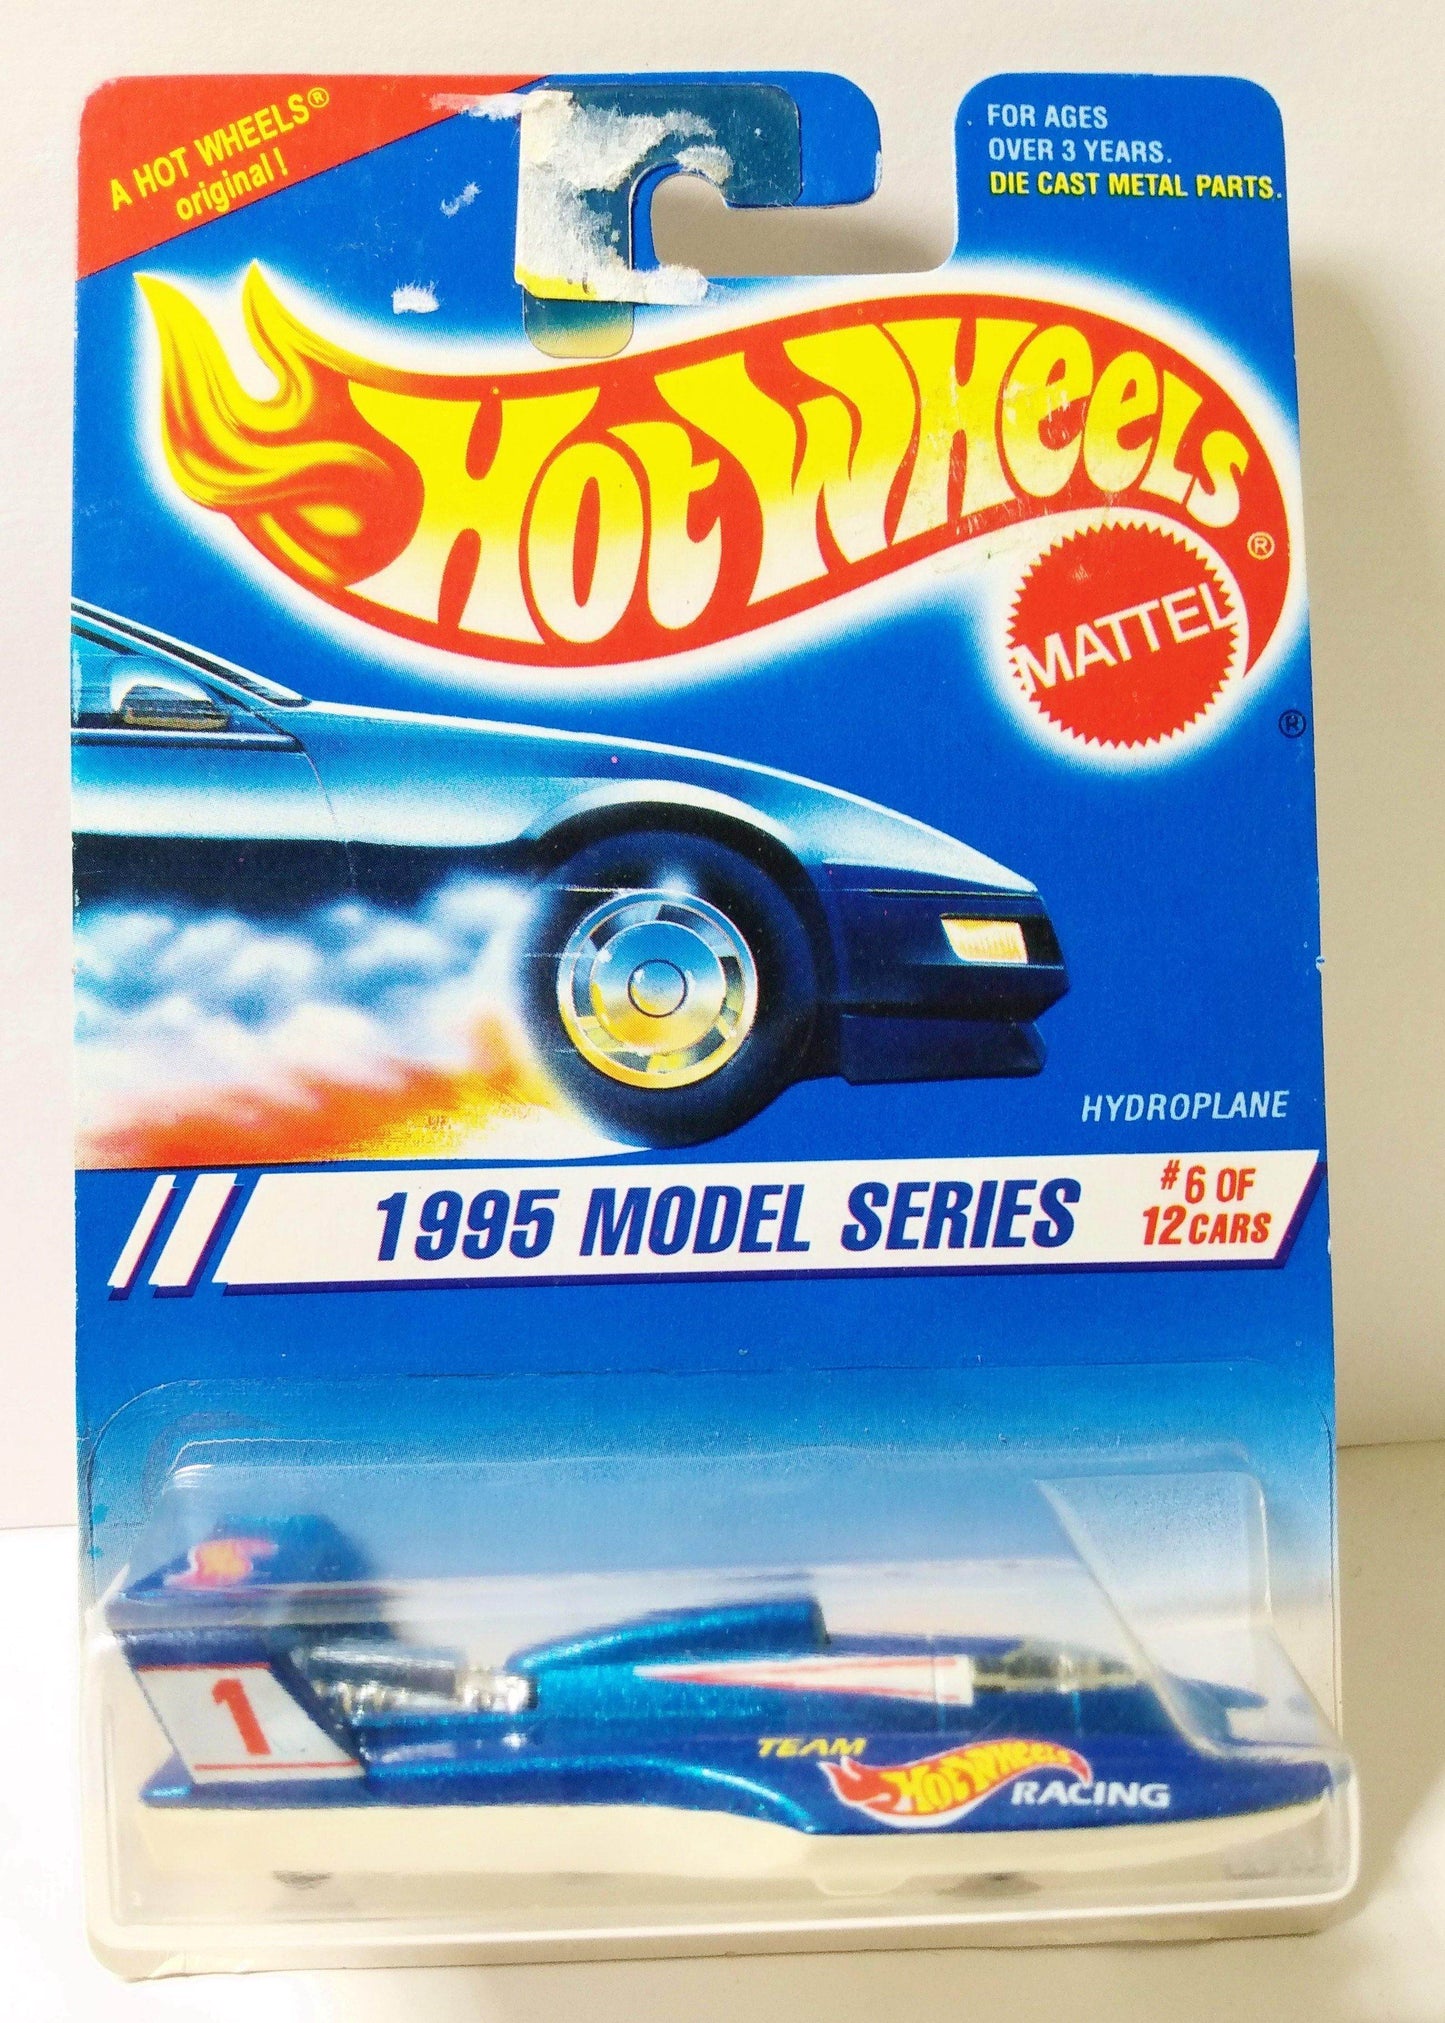 A HOT WHEELS®
original!
FOR AGES
OVER 3 YEARS.
DIE CAST METAL PARTS.
HOT WHEELS®
MATTEL
®
HYDROPLANE
1995 MODEL SERIES
#6 OF
12 CARS
1
TEAM
HOT WHEELS
RACING